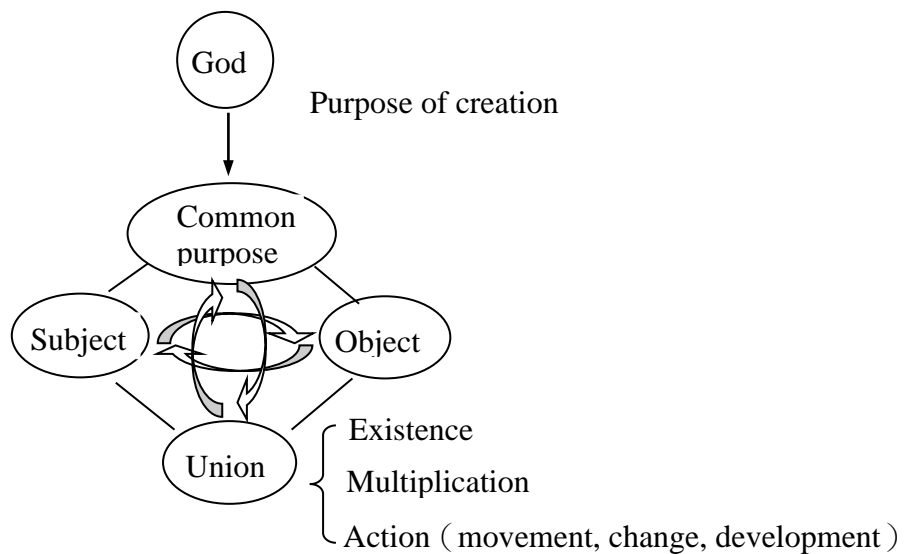 God
Purpose of creation
Common
purpose
Subject
Object
Union
Existence
Multiplication
Action（movement, change, development）